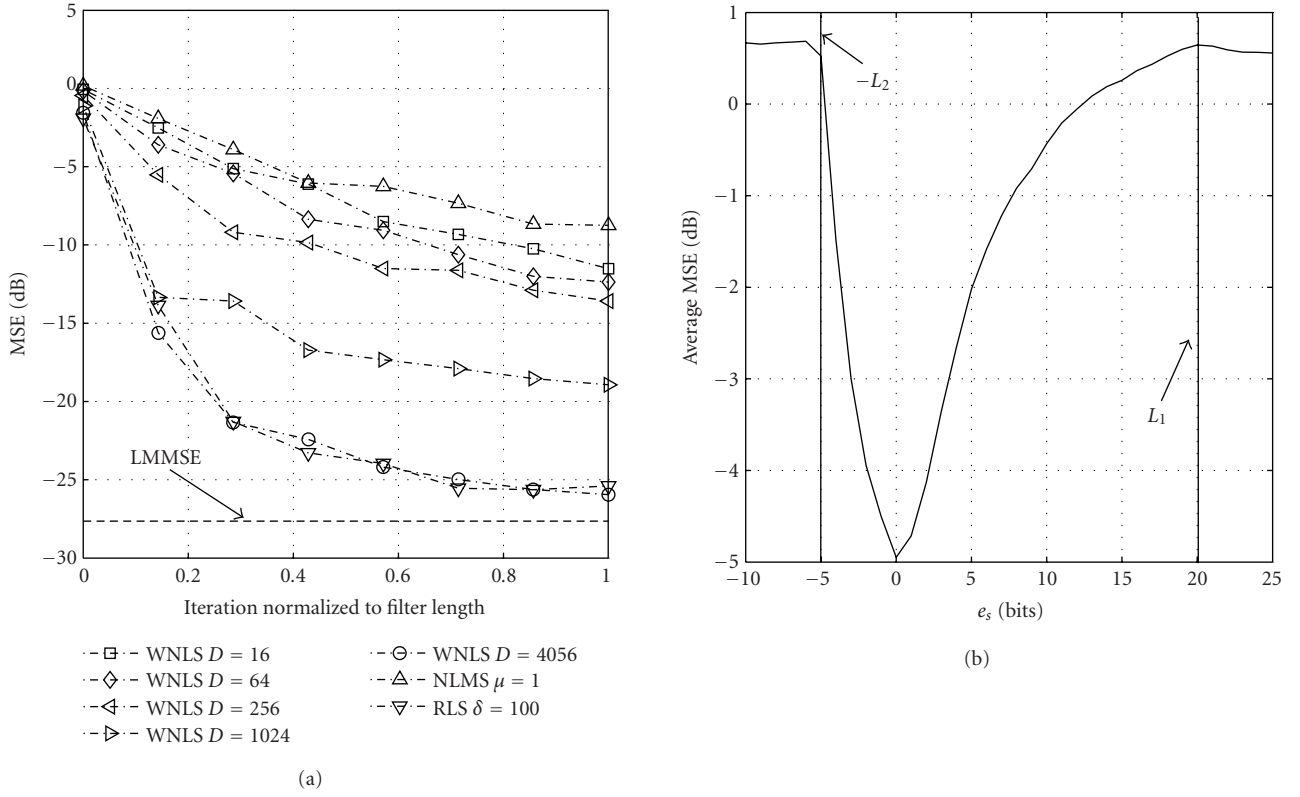 5
0
−5
−10
−15
−20
−25
−30
MSE (dB)
LMMSE
0 0.2 0.4 0.6 0.8 1
Iteration normalized to filter length
WNLS D = 16
WNLS D = 64
WNLS D = 256
WNLS D = 1024
WNLS D = 4056
NLMS μ = 1
RLS δ = 100
(a)
1
0
−1
−2
−3
−4
−5
Average MSE (dB)
−L2
L1
−10 −5 0 5 10 15 20 25
es (bits)
(b)